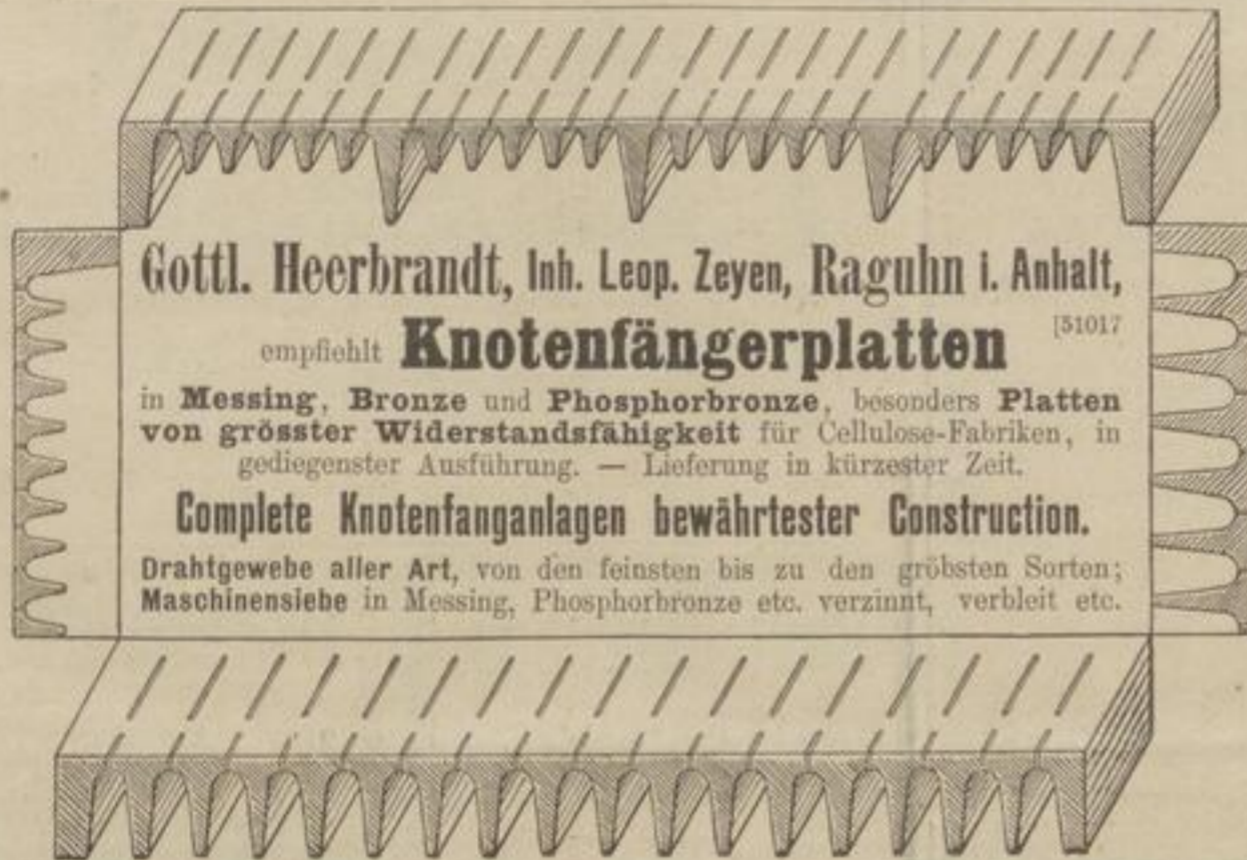 Gottl. Heerbrandt, Inh. Leop. Zeyen, Raguhn i. Anhalt,
empfiehlt Knotenfängerplatten [51017
in Messing, Bronze und Phosphorbronze, besonders Platten
von grösster Widerstandsfähigkeit für Cellulose-Fabriken, in
gediegenster Ausführung. — Lieferung in kürzester Zeit.
Complete Knotenfanganlagen bewährtester Construction.
Drahtgewebe aller Art, von den feinsten bis zu den gröbsten Sorten;
Maschinensiebe in Messing, Phosphorbronze etc. verzinnt, verbleit etc.